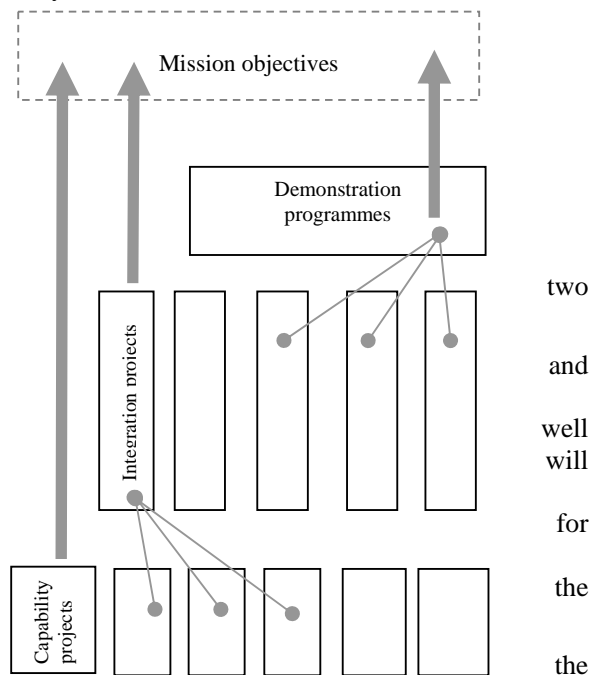 Mission objectives
Demonstration
programmes
two
and
Integration projects
well
will
for
the
Capability
projects
the